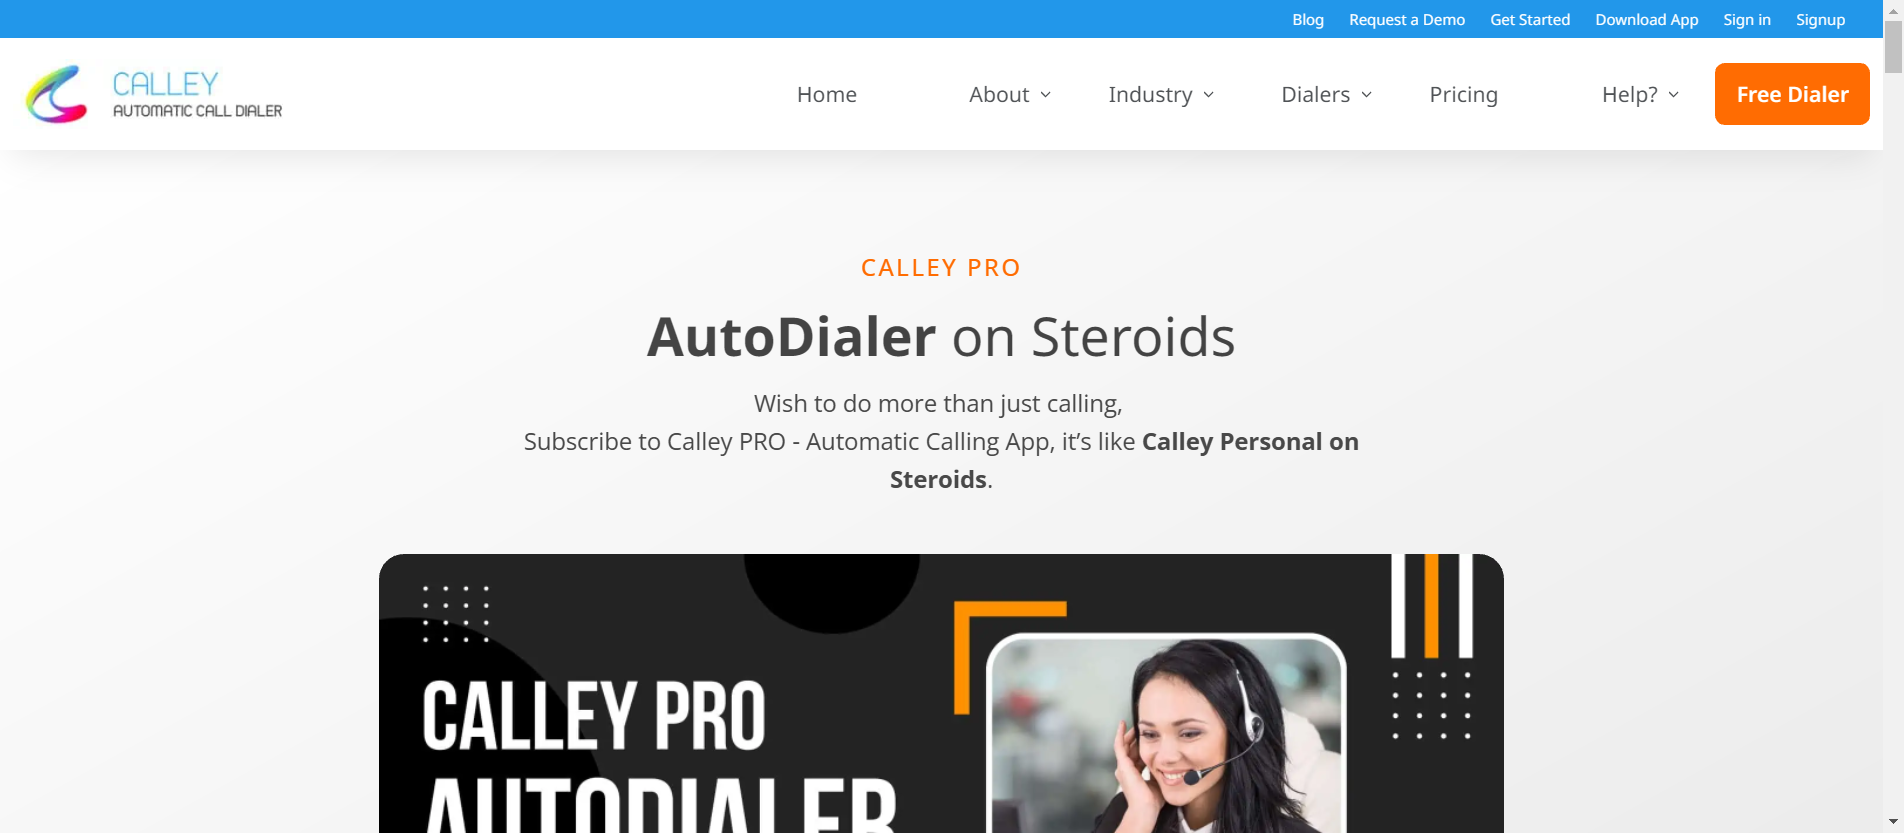 Blog Request a Demo Get Started Download App Sign in Signup
CALLEY
AUTOMATIC CALL DIALER
Home About Industry Dialers Pricing Help? Free Dialer
CALLEY PRO
AutoDialer on Steroids
Wish to do more than just calling,
Subscribe to Calley PRO - Automatic Calling App, it’s like Calley Personal on
Steroids.
CALLEY PRO
AUTODIALER